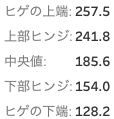 ヒゲの上端: 257.5
上部ヒンジ: 241.8
中央値: 185.6
下部ヒンジ: 154.0
ヒゲの下端: 128.2